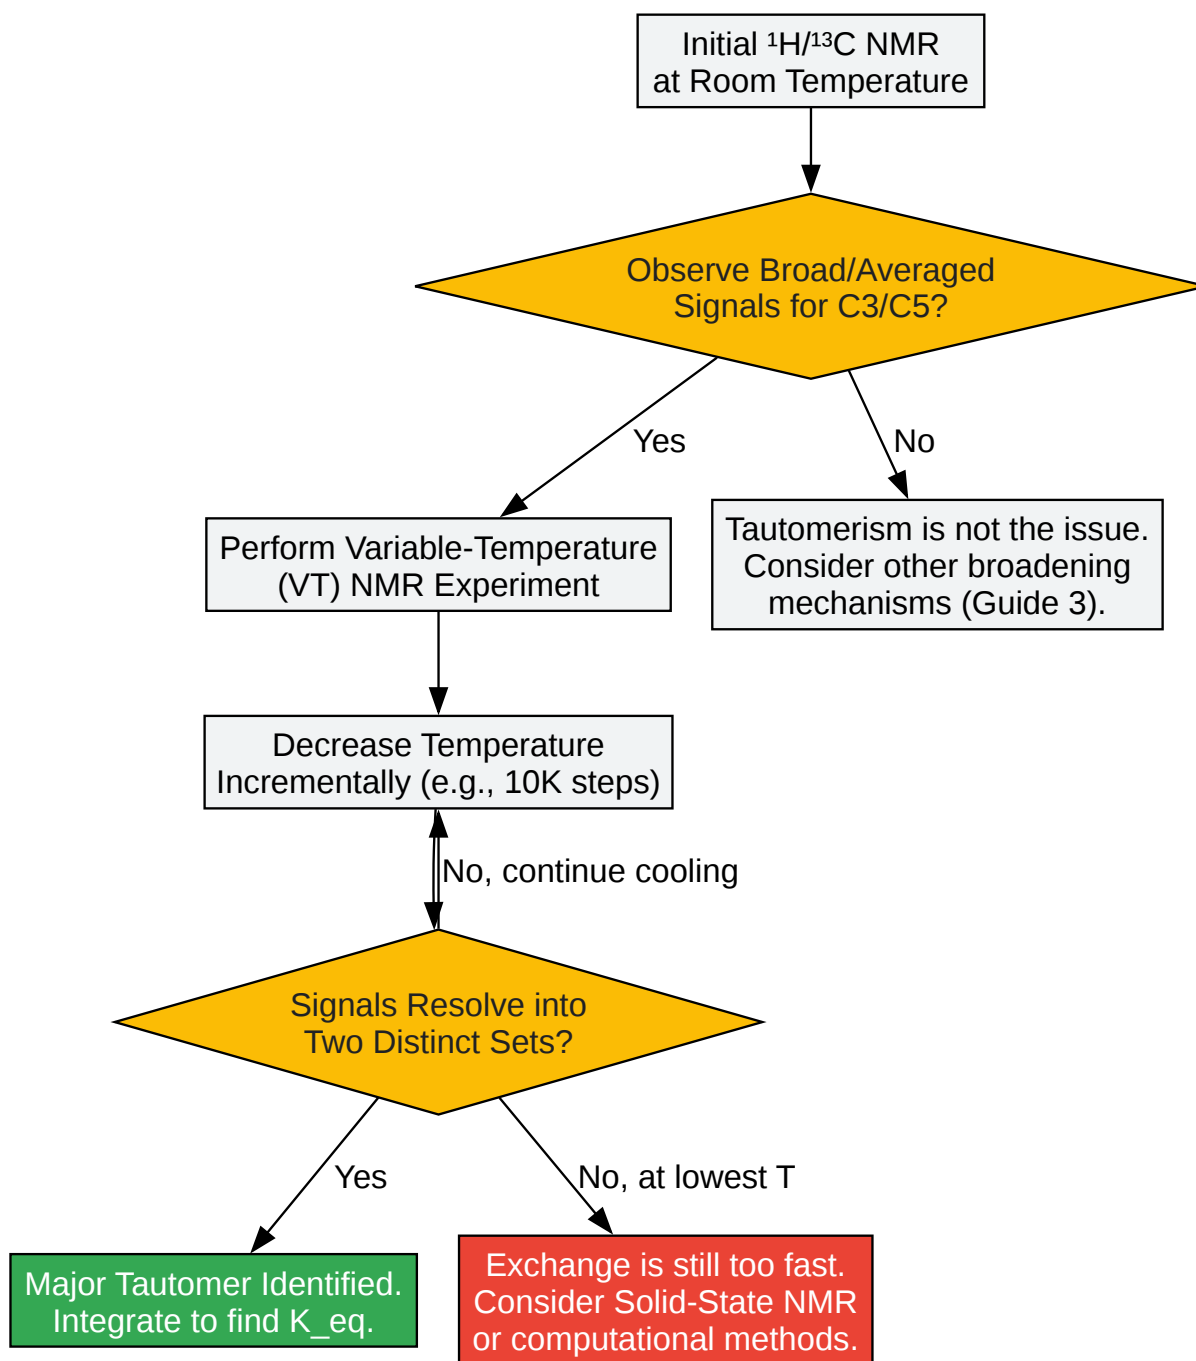 Initial ¹H/¹³C NMR
at Room Temperature
Observe Broad/Averaged
Signals for C3/C5?
Yes
No
Perform Variable-Temperature
(VT) NMR Experiment
Tautomerism is not the issue.
Consider other broadening
mechanisms (Guide 3).
Decrease Temperature
Incrementally (e.g., 10K steps)
No, continue cooling
Signals Resolve into
Two Distinct Sets?
Yes
No, at lowest T
Major Tautomer Identified.
Integrate to find K_eq.
Exchange is still too fast.
Consider Solid-State NMR
or computational methods.